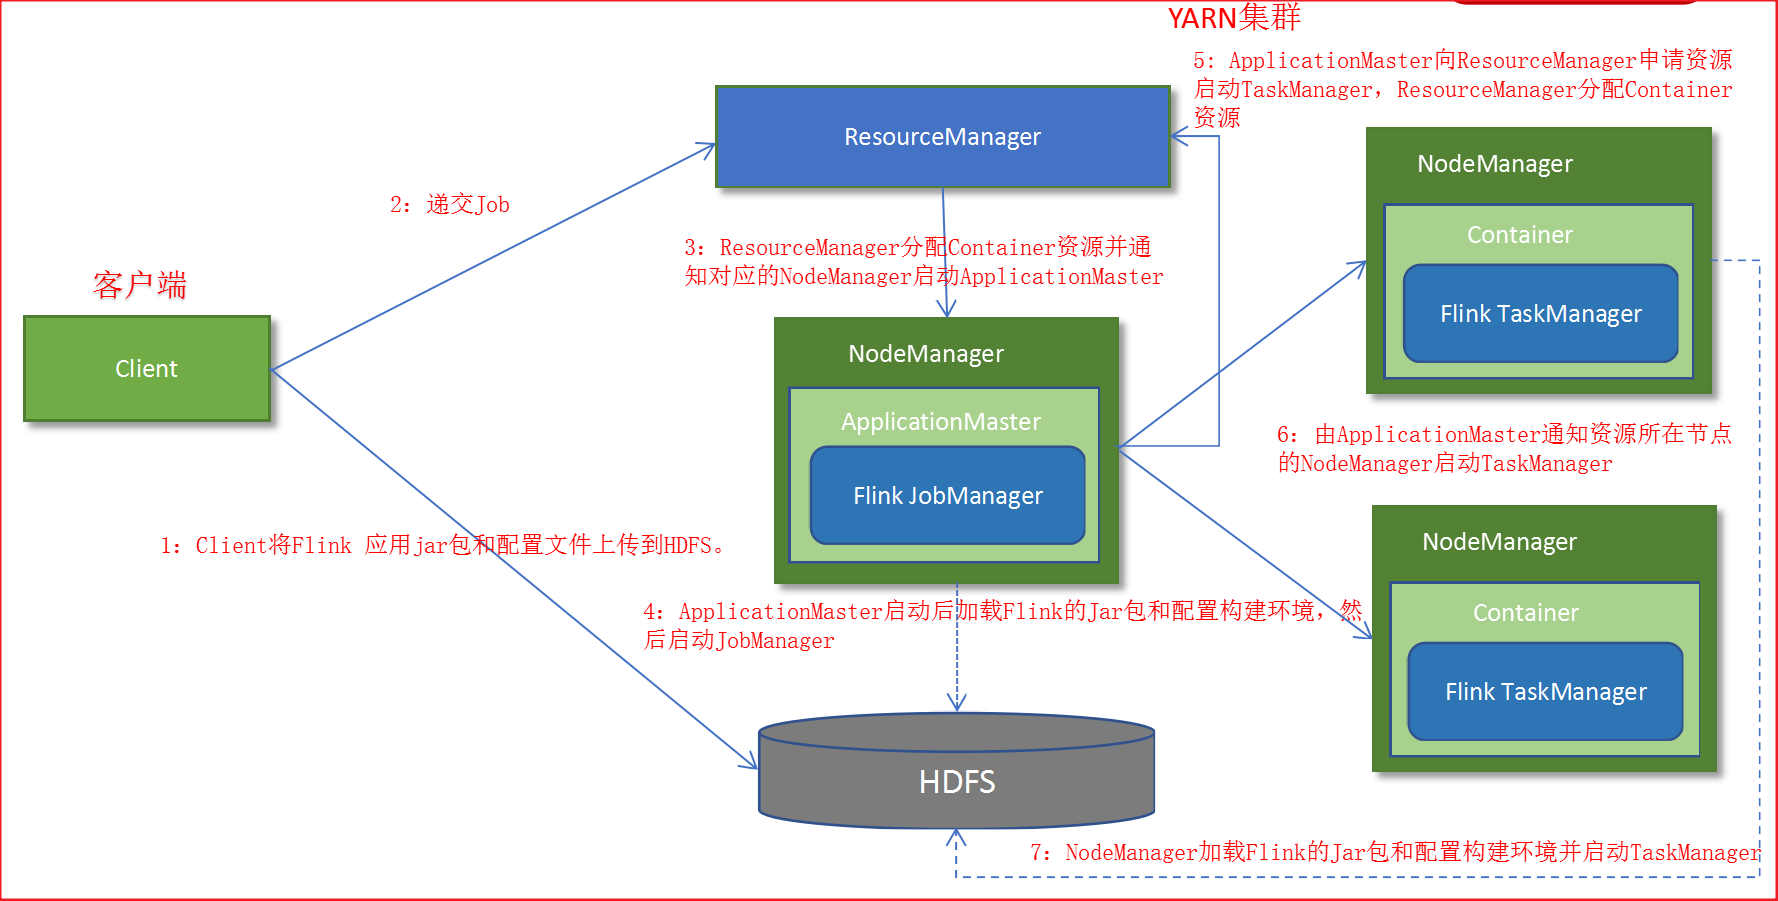 YARN集群
5: ApplicationMaster向ResourceManager申请资源
启动TaskManager，ResourceManager分配Container
资源
ResourceManager
NodeManager
Container
Flink TaskManager
2: 递交Job
3: ResourceManager分配Container资源并通
知对应的NodeManager启动ApplicationMaster
客户端
Client
NodeManager
ApplicationMaster
Flink JobManager
6: 由ApplicationMaster通知资源所在节点
的NodeManager启动TaskManager
1: Client将Flink 应用jar包和配置文件上传到HDFS。
NodeManager
Container
Flink TaskManager
4: ApplicationMaster启动后加载Flink的Jar包和配置构建环境，然
后启动JobManager
HDFS
7: NodeManager加载Flink的Jar包和配置构建环境并启动TaskManager